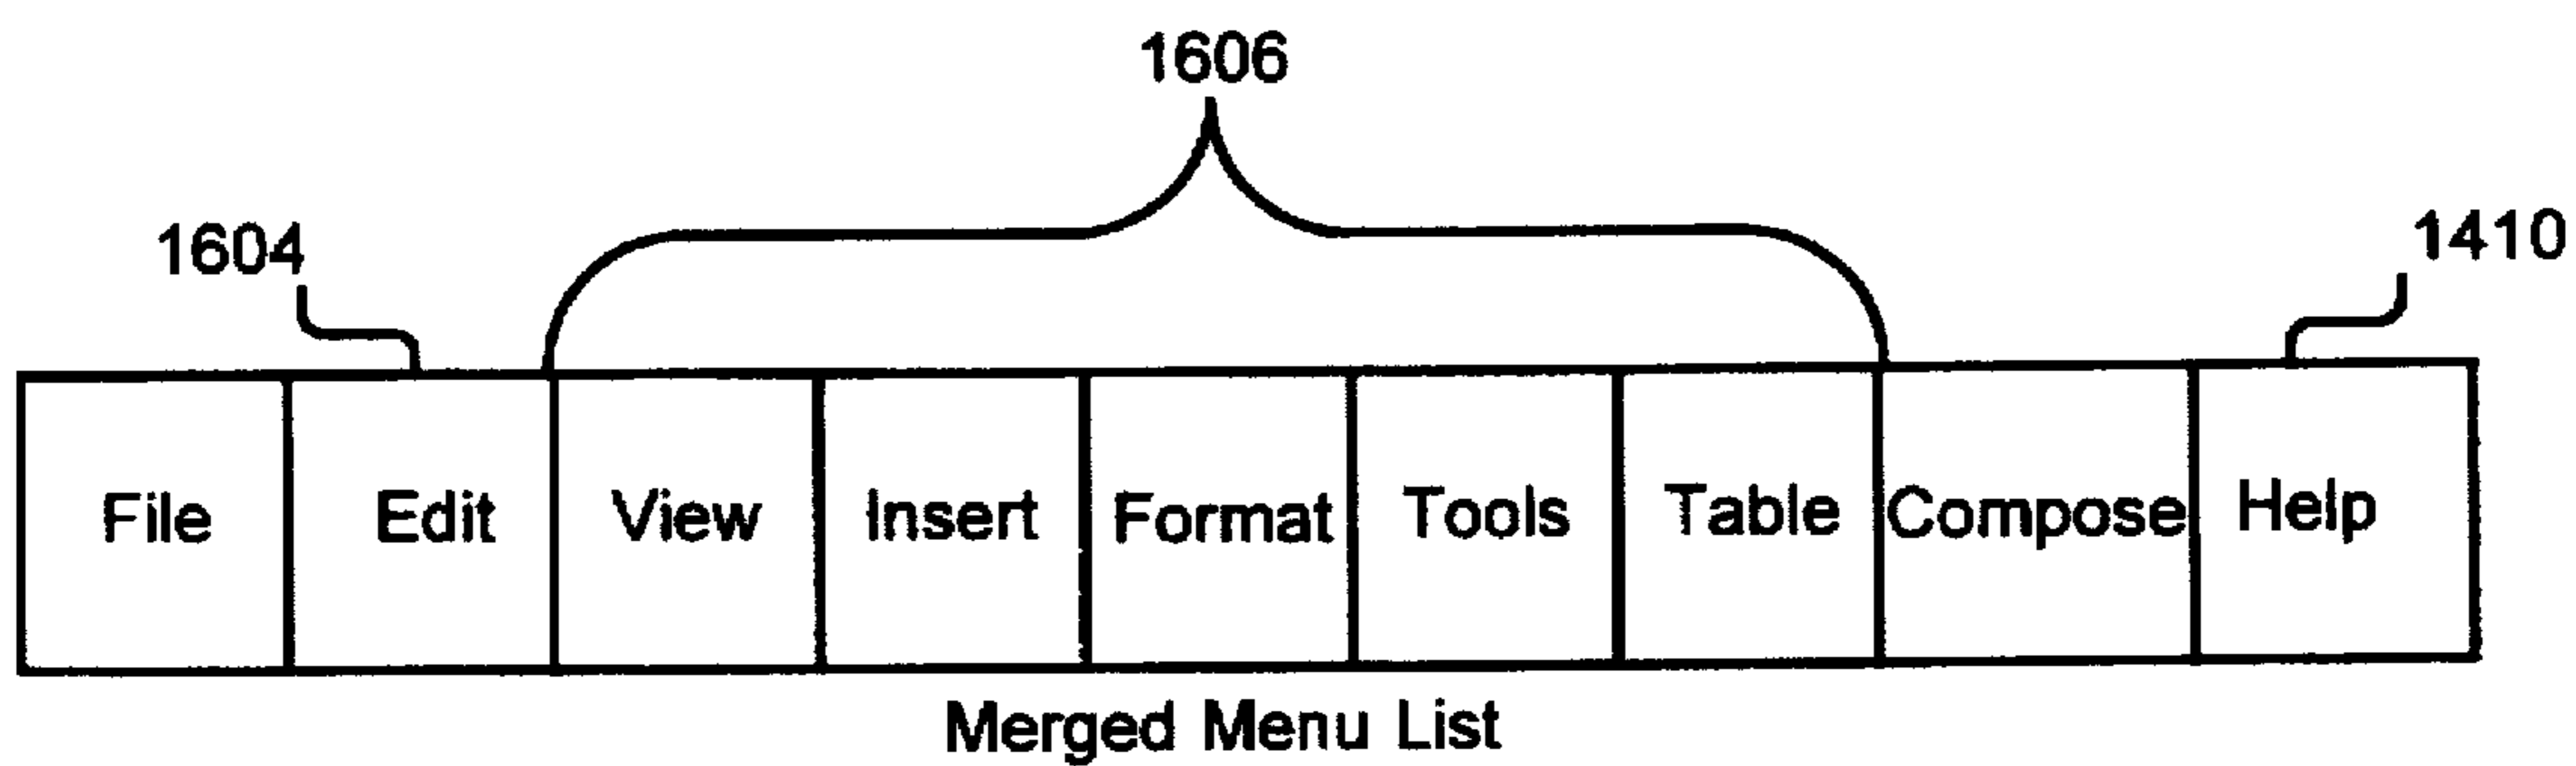 1606
1604
1410
File Edit View Insert Format Tools Table Compose Help
Merged Menu List